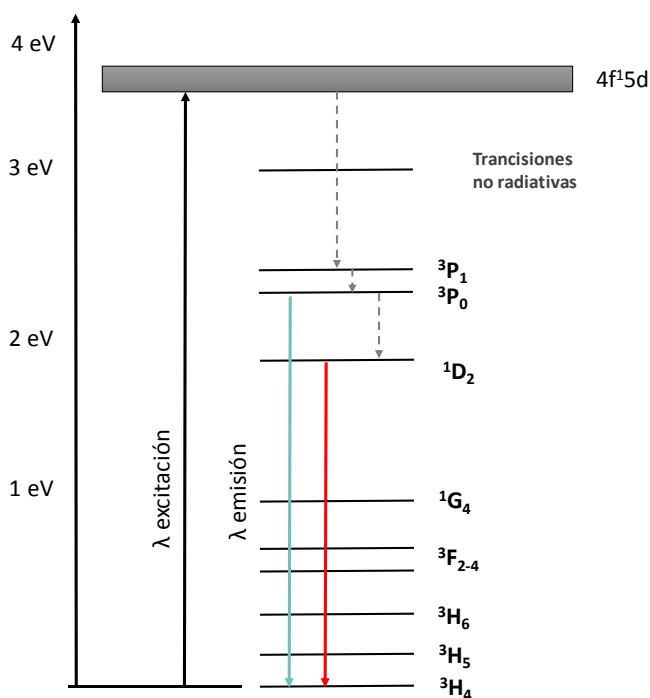 4 eV
4f¹5d
3 eV
Trancisiones
no radiativas
³P₁
³P₀
2 eV
¹D₂
1 eV
λ excitación
λ emisión
¹G₄
³F₂₋₄
³H₆
³H₅
³H₄